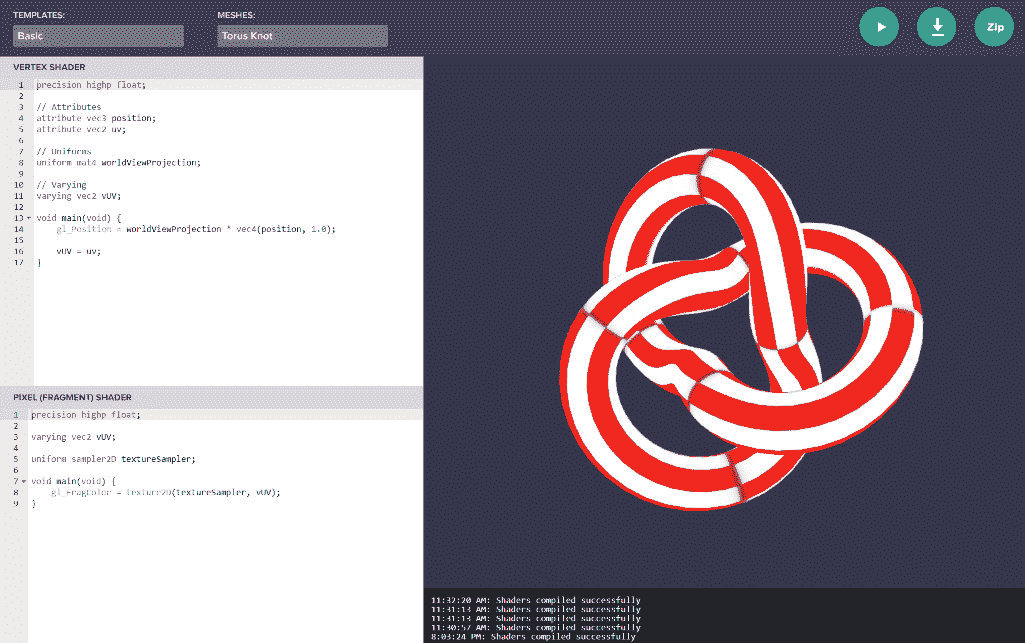 TEMPLATES:
Basic
MESHES:
Torus Knot
Zip
VERTEX SHADER
1 precision highp float;
2
3 // Attributes
4 attribute vec3 position;
5 attribute vec2 uv;
6
7 // Uniforms
8 uniform mat4 worldViewProjection;
9
10 // Varying
11 varying vec2 vUV;
12
13 void main(void) {
14 gl_Position = worldViewProjection * vec4(position, 1.0);
15
16 vUV = uv;
17 }
PIXEL (FRAGMENT) SHADER
1 precision highp float;
2
3 varying vec2 vUV;
4
5 uniform sampler2D textureSampler;
6
7 void main(void) {
8 gl_FragColor = texture2D(textureSampler, vUV);
9 }
11:32:20 AM: Shaders compiled successfully
11:31:13 AM: Shaders compiled successfully
11:31:13 AM: Shaders compiled successfully
11:30:57 AM: Shaders compiled successfully
8:03:24 PM: Shaders compiled successfully